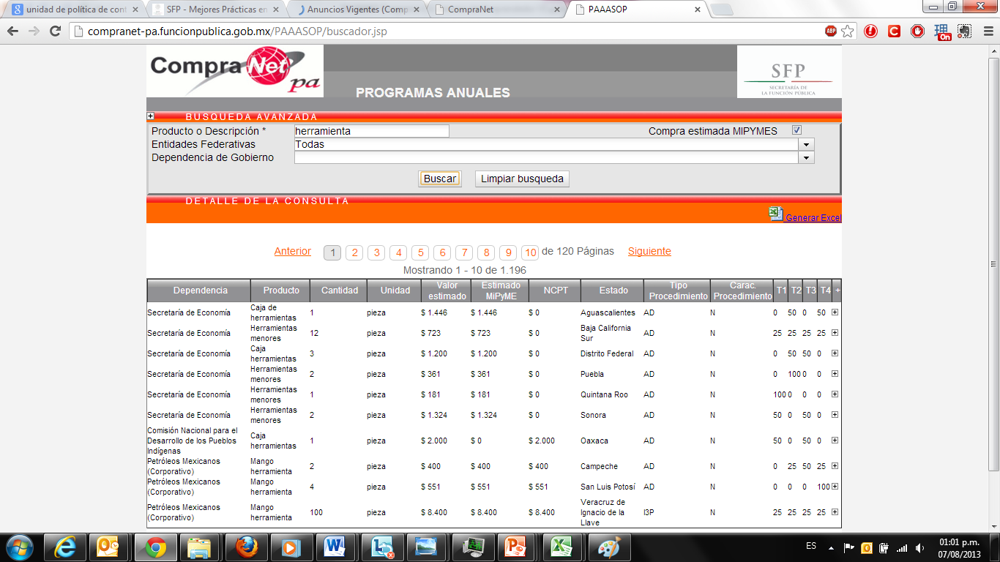 unidad de política de cont
SFP - Mejores Prácticas en
Anuncios Vigentes (Comp
CompraNet
PAAASOP
compranet-pa.funcionpublica.gob.mx/PAAASOP/buscador.jsp
ABP
C
On
CompraNet pa
PROGRAMAS ANUALES
SFP
SECRETARÍA DE
LA FUNCIÓN PÚBLICA
BUSQUEDA AVANZADA
Producto o Descripción * herramienta Compra estimada MIPYMES
Entidades Federativas Todas
Dependencia de Gobierno
Buscar Limpiar busqueda
DETALLE DE LA CONSULTA
Generar Excel
Anterior 1 2 3 4 5 6 7 8 9 10 de 120 Páginas Siguiente
Mostrando 1 - 10 de 1.196
Dependencia Producto Cantidad Unidad Valor estimado Estimado MiPyME NCPT Estado Tipo Procedimiento Carac. Procedimiento T1 T2 T3 T4 +
Secretaría de Economía Caja de herramientas 1 pieza $ 1.446 $ 1.446 $ 0 Aguascalientes AD N 0 50 0 50
Secretaría de Economía Herramientas menores 12 pieza $ 723 $ 723 $ 0 Baja California Sur AD N 25 25 25 25
Secretaría de Economía Caja herramientas 3 pieza $ 1.200 $ 1.200 $ 0 Distrito Federal AD N 0 50 50 0
Secretaría de Economía Herramientas menores 2 pieza $ 361 $ 361 $ 0 Puebla AD N 0 100 0 0
Secretaría de Economía Herramientas menores 1 pieza $ 181 $ 181 $ 0 Quintana Roo AD N 100 0 0 0
Secretaría de Economía Herramientas menores 2 pieza $ 1.324 $ 1.324 $ 0 Sonora AD N 50 0 50 0
Comisión Nacional para el Desarrollo de los Pueblos Indígenas Caja herramientas 1 pieza $ 2.000 $ 0 $ 2.000 Oaxaca AD N 50 0 50 0
Petróleos Mexicanos (Corporativo) Mango herramienta 2 pieza $ 400 $ 400 $ 400 Campeche AD N 0 25 50 25
Petróleos Mexicanos (Corporativo) Mango herramienta 4 pieza $ 551 $ 551 $ 551 San Luis Potosí AD N 0 0 0 100
Petróleos Mexicanos (Corporativo) Mango herramienta 100 pieza $ 8.400 $ 8.400 $ 8.400 Veracruz de Ignacio de la Llave I3P N 25 25 25 25
ES
01:01 p.m.
07/08/2013